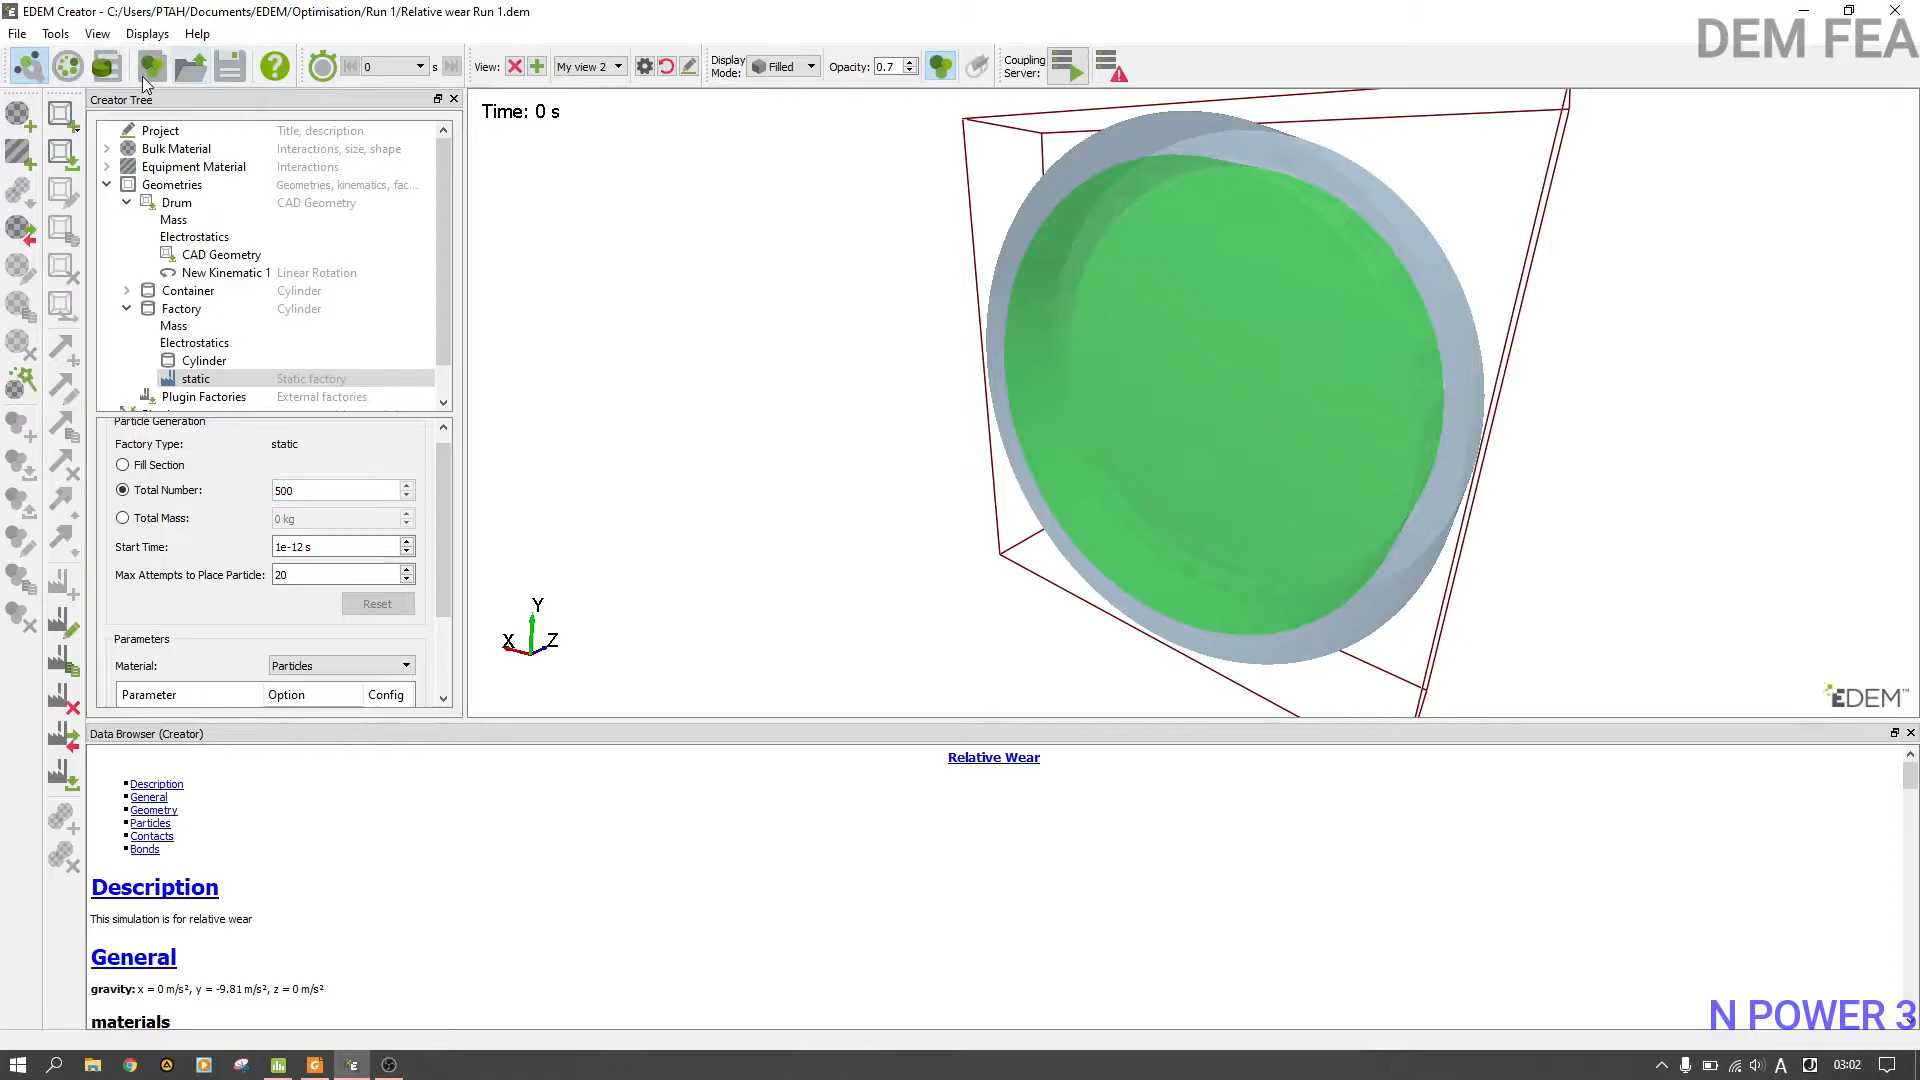 EDEM Creator - C:/Users/PTAH/Documents/EDEM/Optimisation/Run 1/Relative wear Run 1.dem
DEM FEA
File Tools View Displays Help
0 s View: My view 2 Display Mode: Filled Opacity: 0.7 Coupling Server:
Creator Tree
Project Title, description
Bulk Material Interactions, size, shape
Equipment Material Interactions
Geometries Geometries, kinematics, fac...
Drum CAD Geometry
Mass
Electrostatics
CAD Geometry
New Kinematic 1 Linear Rotation
Container Cylinder
Factory Cylinder
Mass
Electrostatics
Cylinder
static Static factory
Plugin Factories External factories
Particle Generation
Factory Type: static
Fill Section
Total Number: 500
Total Mass: 0 kg
Start Time: 1e-12 s
Max Attempts to Place Particle: 20
Reset
Parameters
Material: Particles
Parameter Option Config
Time: 0 s
Y
X Z
EDEM™
Data Browser (Creator)
Relative Wear
Description
General
Geometry
Particles
Contacts
Bonds
Description
This simulation is for relative wear
General
gravity: x = 0 m/s², y = -9.81 m/s², z = 0 m/s²
materials
N POWER 3
A 03:02